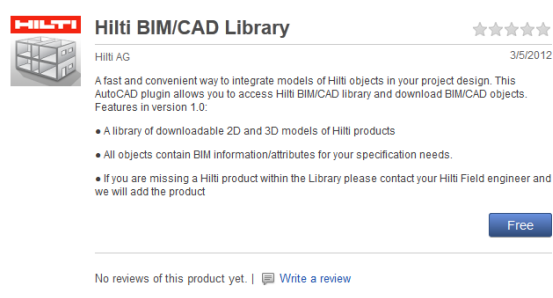 HILTI
Hilti BIM/CAD Library
Hilti AG
3/5/2012
A fast and convenient way to integrate models of Hilti objects in your project design. This
AutoCAD plugin allows you to access Hilti BIM/CAD library and download BIM/CAD objects.
Features in version 1.0:
• A library of downloadable 2D and 3D models of Hilti products
• All objects contain BIM information/attributes for your specification needs.
• If you are missing a Hilti product within the Library please contact your Hilti Field engineer and
we will add the product
Free
No reviews of this product yet. | Write a review